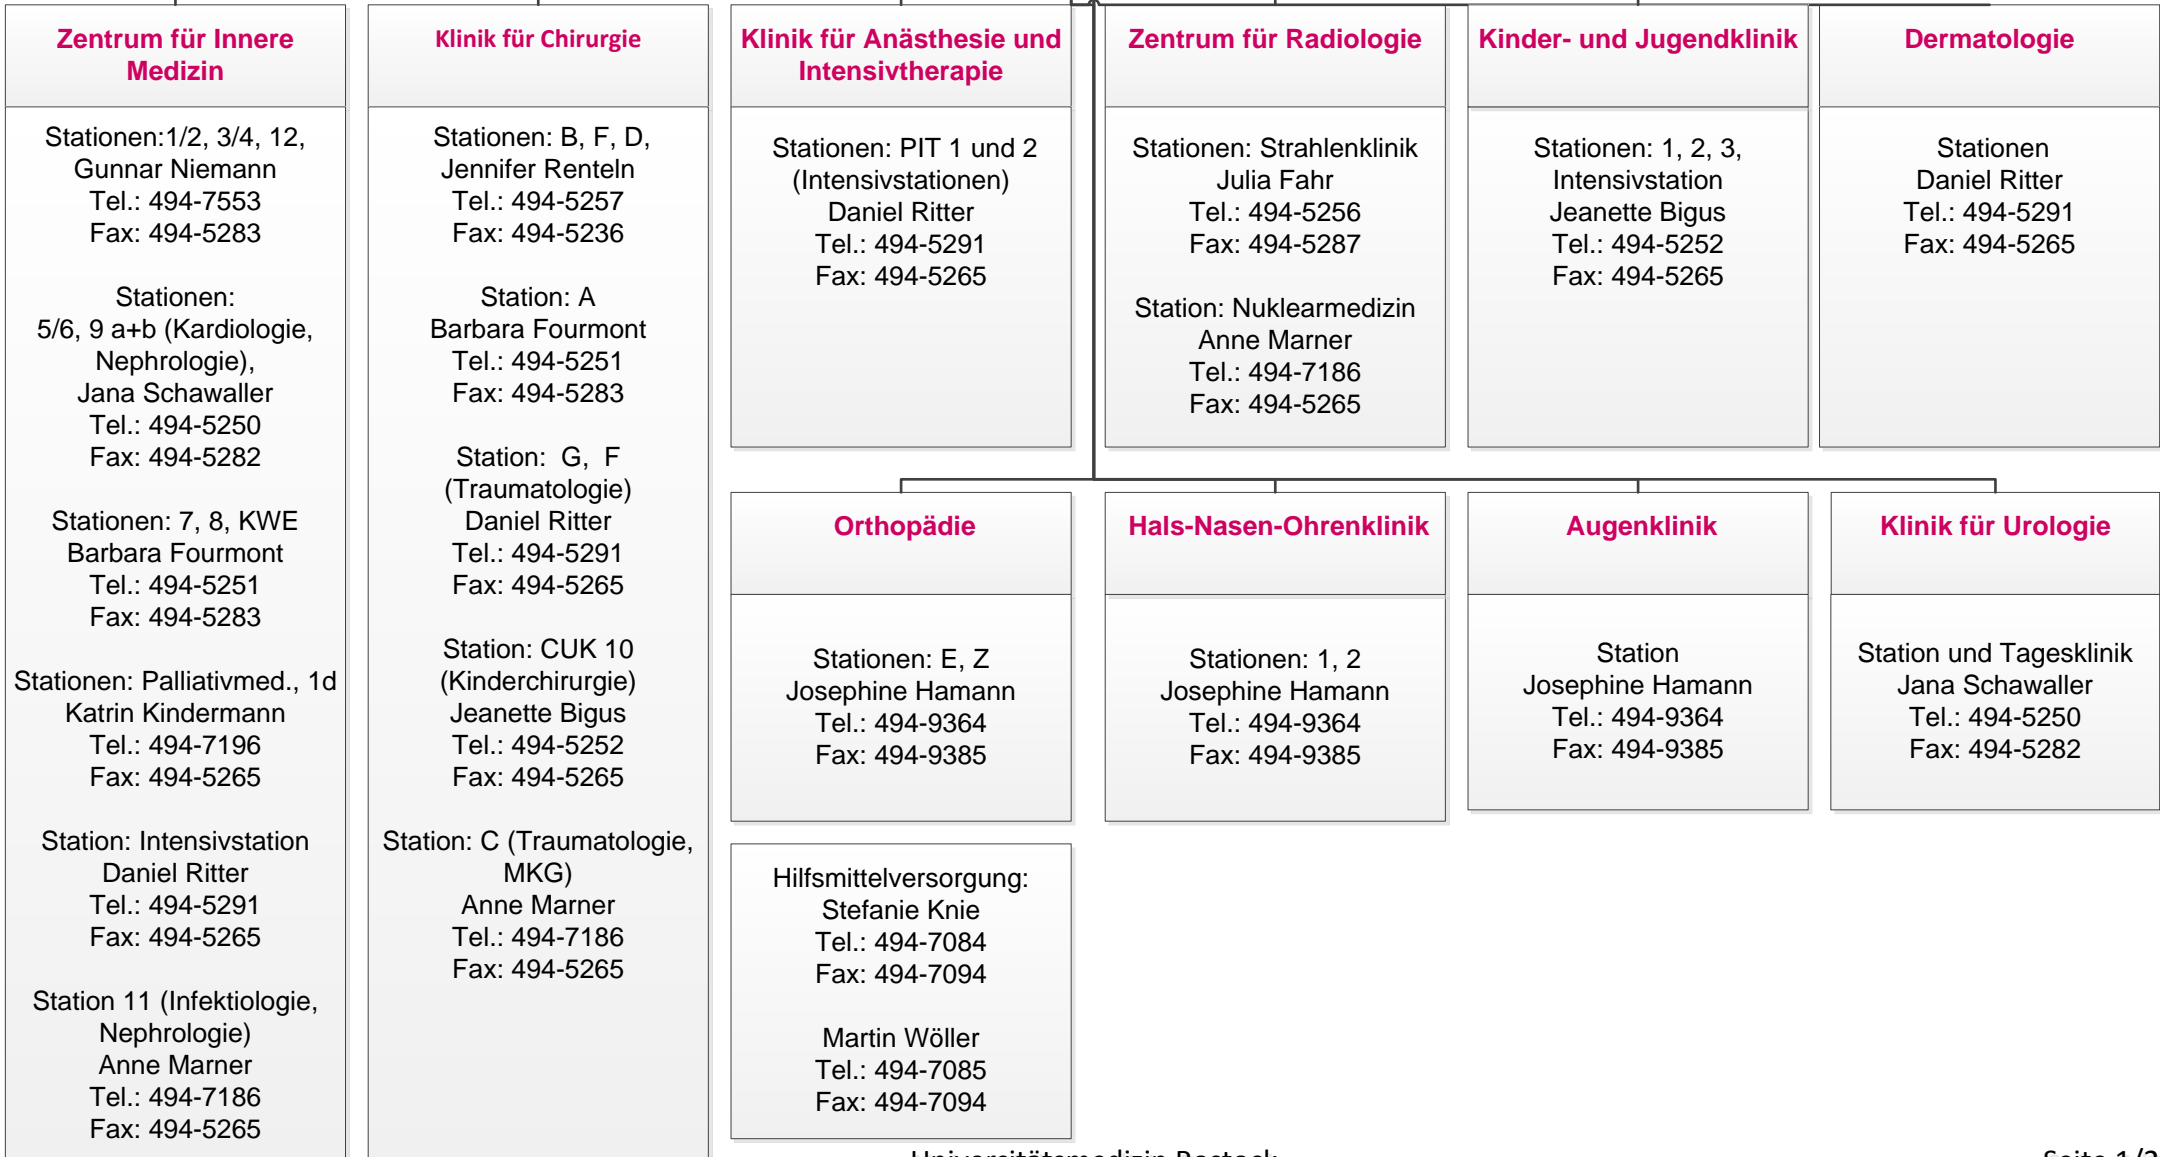 Zentrum für Innere
Medizin
Stationen:1/2, 3/4, 12,
Gunnar Niemann
Tel.: 494-7553
Fax: 494-5283
Stationen:
5/6, 9 a+b (Kardiologie,
Nephrologie),
Jana Schawaller
Tel.: 494-5250
Fax: 494-5282
Stationen: 7, 8, KWE
Barbara Fourmont
Tel.: 494-5251
Fax: 494-5283
Stationen: Palliativmed., 1d
Katrin Kindermann
Tel.: 494-7196
Fax: 494-5265
Station: Intensivstation
Daniel Ritter
Tel.: 494-5291
Fax: 494-5265
Station 11 (Infektiologie,
Nephrologie)
Anne Marner
Tel.: 494-7186
Fax: 494-5265
Klinik für Chirurgie
Stationen: B, F, D,
Jennifer Renteln
Tel.: 494-5257
Fax: 494-5236
Station: A
Barbara Fourmont
Tel.: 494-5251
Fax: 494-5283
Station:  G,  F
(Traumatologie)
Daniel Ritter
Tel.: 494-5291
Fax: 494-5265
Station: CUK 10
(Kinderchirurgie)
Jeanette Bigus
Tel.: 494-5252
Fax: 494-5265
Station: C (Traumatologie,
MKG)
Anne Marner
Tel.: 494-7186
Fax: 494-5265
Klinik für Anästhesie und
Intensivtherapie
Stationen: PIT 1 und 2
(Intensivstationen)
Daniel Ritter
Tel.: 494-5291
Fax: 494-5265
Zentrum für Radiologie
Stationen: Strahlenklinik
Julia Fahr
Tel.: 494-5256
Fax: 494-5287
Station: Nuklearmedizin
Anne Marner
Tel.: 494-7186
Fax: 494-5265
Kinder- und Jugendklinik
Stationen: 1, 2, 3,
Intensivstation
Jeanette Bigus
Tel.: 494-5252
Fax: 494-5265
Dermatologie
Stationen
Daniel Ritter
Tel.: 494-5291
Fax: 494-5265
Orthopädie
Stationen: E, Z
Josephine Hamann
Tel.: 494-9364
Fax: 494-9385
Hals-Nasen-Ohrenklinik
Stationen: 1, 2
Josephine Hamann
Tel.: 494-9364
Fax: 494-9385
Augenklinik
Station
Josephine Hamann
Tel.: 494-9364
Fax: 494-9385
Klinik für Urologie
Station und Tagesklinik
Jana Schawaller
Tel.: 494-5250
Fax: 494-5282
Hilfsmittelversorgung:
Stefanie Knie
Tel.: 494-7084
Fax: 494-7094
Martin Wöller
Tel.: 494-7085
Fax: 494-7094
Universitätsmedizin Rostock
Seite 1/2